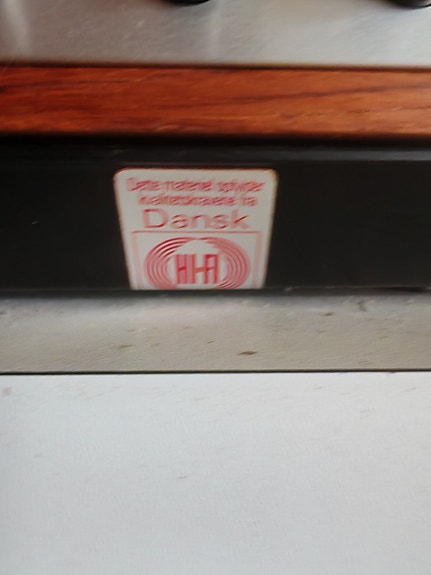 Dette materiel opfylder
kvalitetskravene fra
Dansk
HI-FI